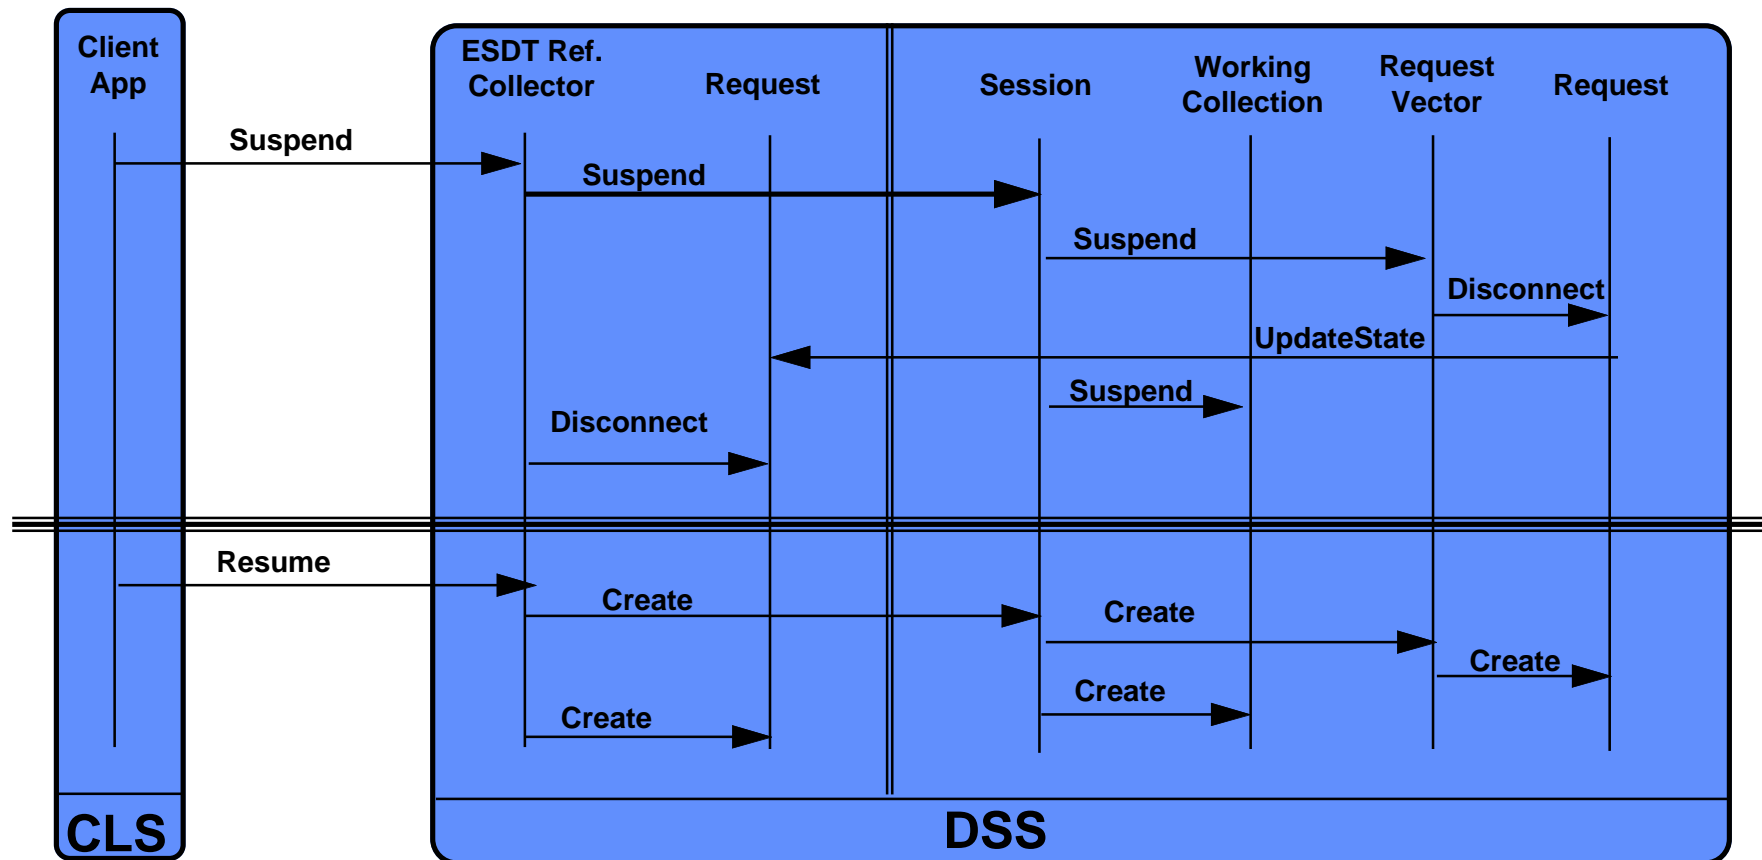 Client
App
ESDT Ref.
Collector
Request
Session
Working
Collection
Request
Vector
Request
Suspend
Suspend
Suspend
Disconnect
UpdateState
Suspend
Disconnect
Resume
Create
Create
Create
Create
Create
CLS
DSS